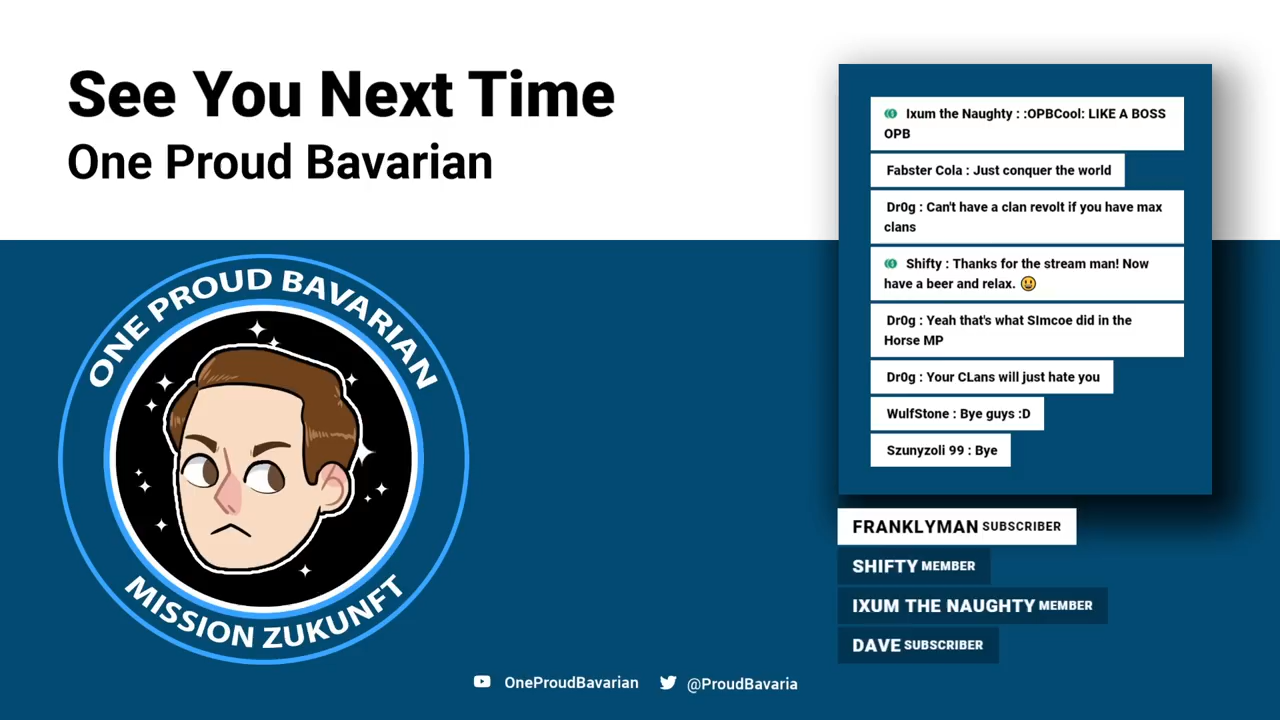 See You Next Time
One Proud Bavarian
ONE PROUD BAVARIAN
MISSION ZUKUNFT
Ixum the Naughty : :OPBCool: LIKE A BOSS
OPB
Fabster Cola : Just conquer the world
Dr0g : Can't have a clan revolt if you have max
clans
Shifty : Thanks for the stream man! Now
have a beer and relax. 😃
Dr0g : Yeah that's what SImcoe did in the
Horse MP
Dr0g : Your CLans will just hate you
WulfStone : Bye guys :D
Szunyzoli 99 : Bye
FRANKLYMAN SUBSCRIBER
SHIFTY MEMBER
IXUM THE NAUGHTY MEMBER
DAVE SUBSCRIBER
OneProudBavarian @ProudBavaria